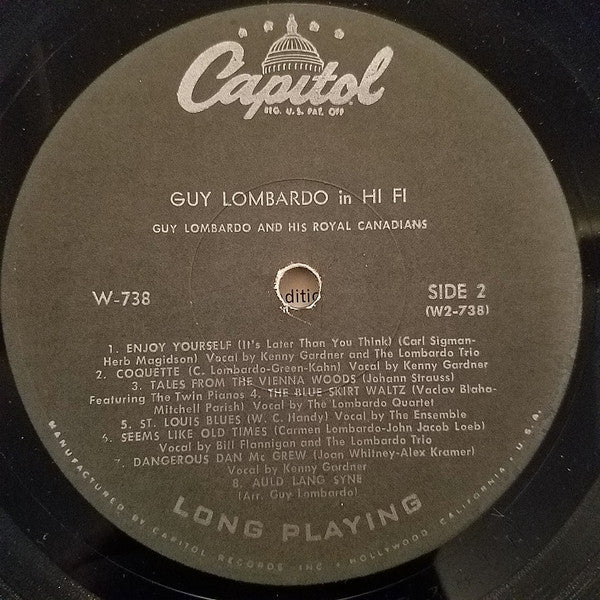 Capitol
REG. U.S. PAT. OFF
GUY LOMBARDO in HI FI
GUY LOMBARDO AND HIS ROYAL CANADIANS
W-738
ditic
SIDE 2
(W2-738)
1. ENJOY YOURSELF (It's Later Than You Think) (Carl Sigman-
Herb Magidson) Vocal by Kenny Gardner and The Lombardo Trio
2. COQUETTE (C. Lombardo-Green-Kahn) Vocal by Kenny Gardner
3. TALES FROM THE VIENNA WOODS (Johann Strauss)
Featuring The Twin Pianos 4. THE BLUE SKIRT WALTZ (Vaclav Blaha-
Mitchell Parish) Vocal by The Lombardo Quartet
5. ST. LOUIS BLUES (W. C. Handy) Vocal by The Ensemble
6. SEEMS LIKE OLD TIMES (Carmen Lombardo-John Jacob Loeb)
Vocal by Bill Flannigan and The Lombardo Trio
7. DANGEROUS DAN Mc GREW (Joan Whitney-Alex Kramer)
Vocal by Kenny Gardner
8. AULD LANG SYNE
(Arr. Guy Lombardo)
LONG PLAYING
MANUFACTURED BY CAPITOL RECORDS INC • HOLLYWOOD CALIFORNIA • U.S.A.